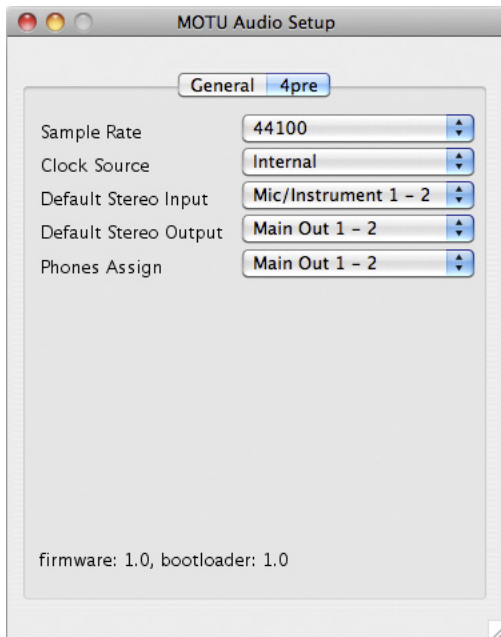 MOTU Audio Setup
General 4pre
Sample Rate 44100
Clock Source Internal
Default Stereo Input Mic/Instrument 1 – 2
Default Stereo Output Main Out 1 – 2
Phones Assign Main Out 1 – 2
firmware: 1.0, bootloader: 1.0